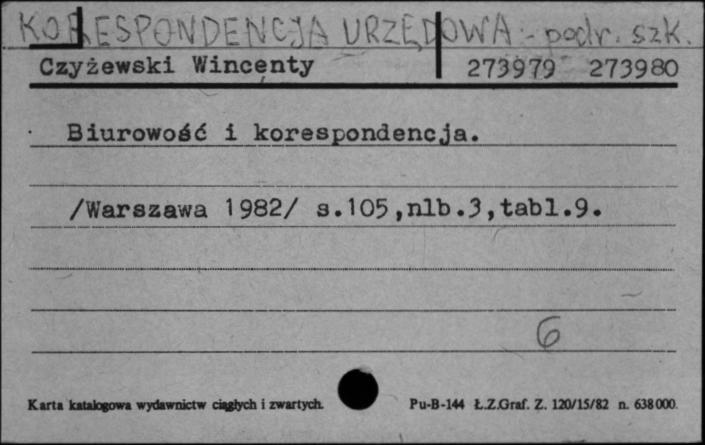 KORESPONDENCJA URZĘDOWA - podr. szk.
Czyżewski Wincenty 273979 273980
Biurowość i korespondencja.
/Warszawa 1982/ s.105,nlb.3,tabl.9.
6
Karta katalogowa wydawnictw ciągłych i zwartych. Pu-B-144 Ł.Z.Graf. Z. 120/15/82 n. 638000.